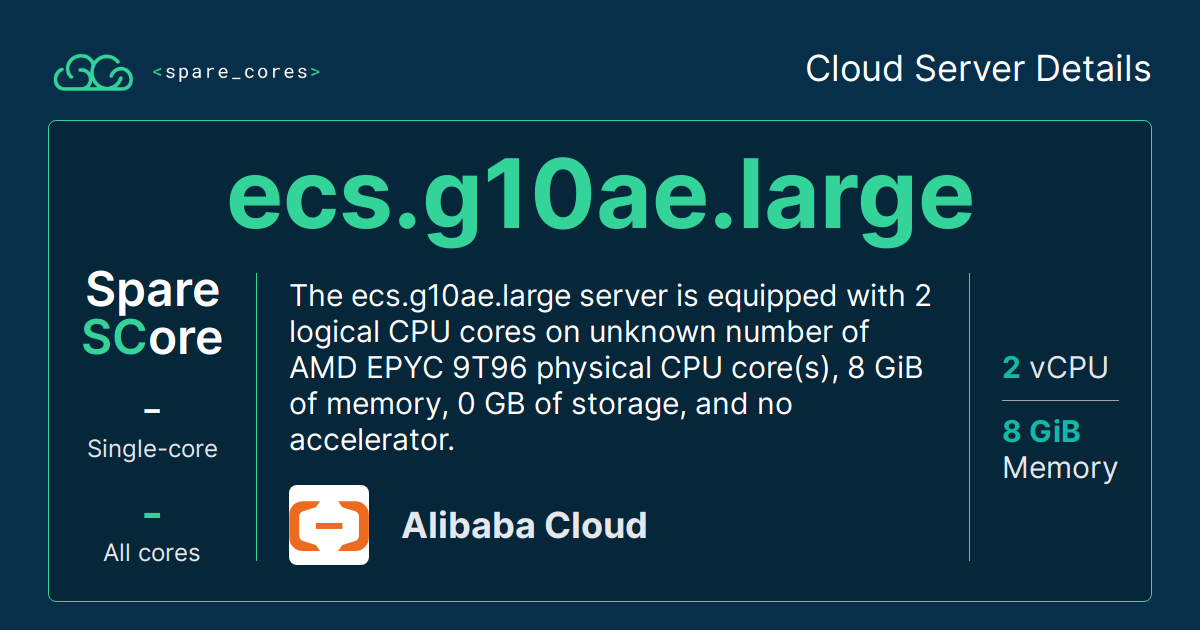 <spare_cores>
Cloud Server Details
ecs.g10ae.large
Spare
SCore
–
Single-core
–
All cores
The ecs.g10ae.large server is equipped with 2
logical CPU cores on unknown number of
AMD EPYC 9T96 physical CPU core(s), 8 GiB
of memory, 0 GB of storage, and no
accelerator.
Alibaba Cloud
2 vCPU
8 GiB
Memory